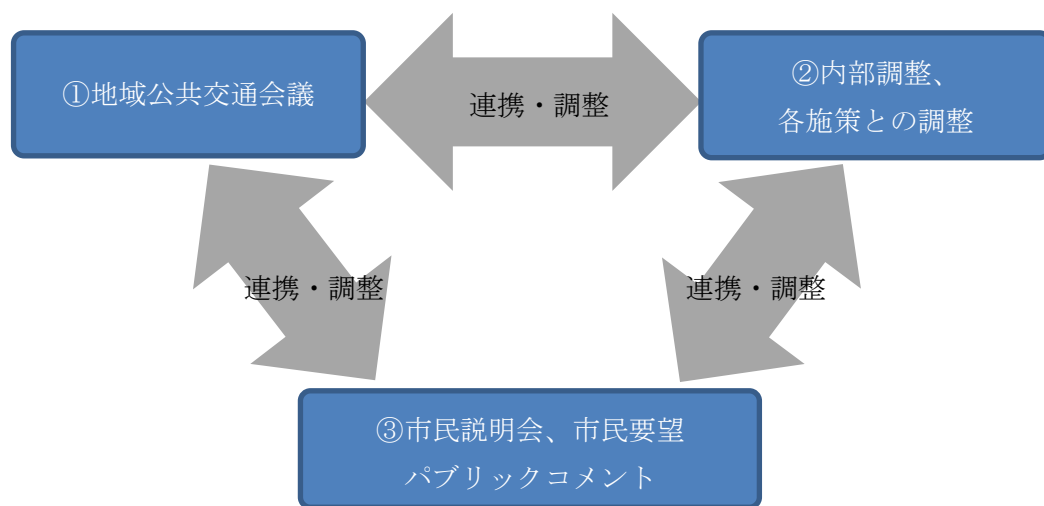 ①地域公共交通会議
連携・調整
②内部調整、
各施策との調整
連携・調整
連携・調整
③市民説明会、市民要望
パブリックコメント